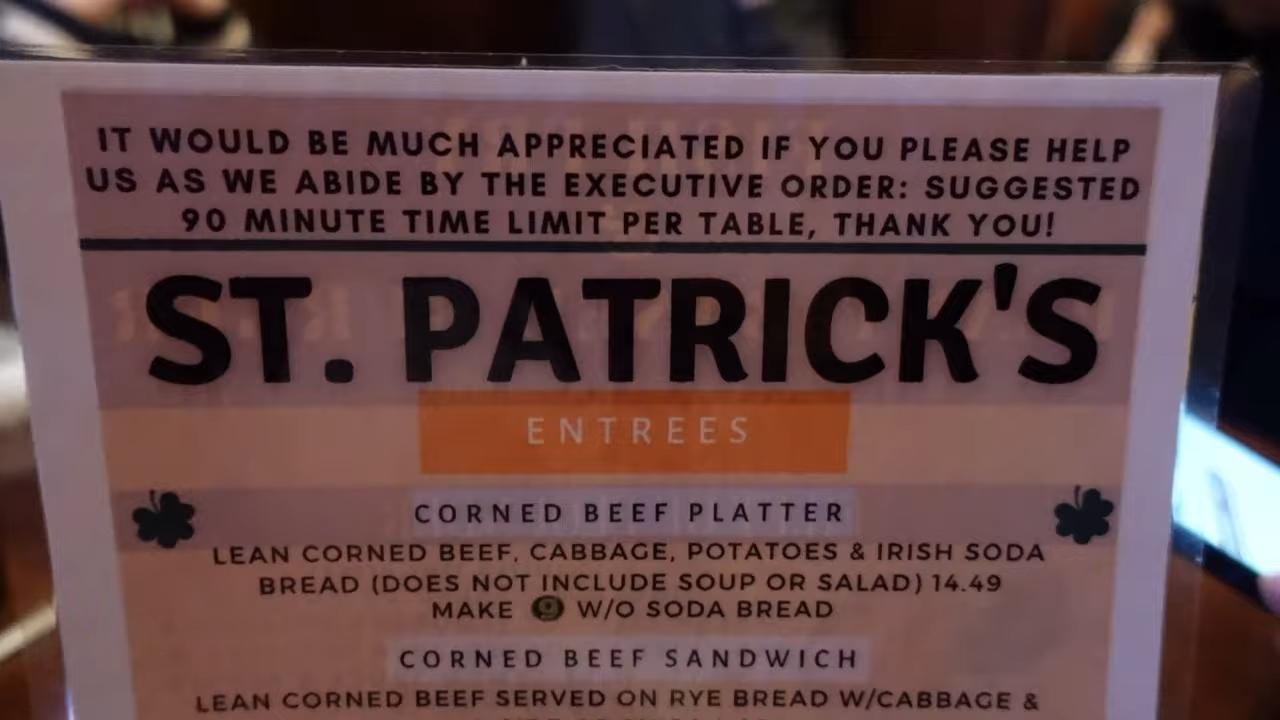 IT WOULD BE MUCH APPRECIATED IF YOU PLEASE HELP
US AS WE ABIDE BY THE EXECUTIVE ORDER: SUGGESTED
90 MINUTE TIME LIMIT PER TABLE, THANK YOU!
ST. PATRICK'S
ENTREES
CORNED BEEF PLATTER
LEAN CORNED BEEF, CABBAGE, POTATOES & IRISH SODA
BREAD (DOES NOT INCLUDE SOUP OR SALAD) 14.49
MAKE g W/O SODA BREAD
CORNED BEEF SANDWICH
LEAN CORNED BEEF SERVED ON RYE BREAD W/CABBAGE &